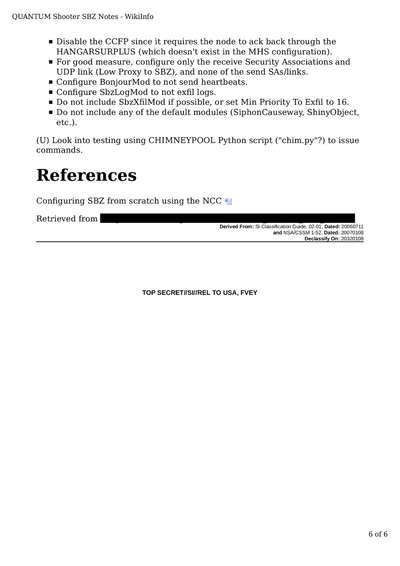 QUANTUM Shooter SBZ Notes - WikiInfo
▪ Disable the CCFP since it requires the node to ack back through the
HANGARSURPLUS (which doesn't exist in the MHS configuration).
▪ For good measure, configure only the receive Security Associations and
UDP link (Low Proxy to SBZ), and none of the send SAs/links.
▪ Configure BonjourMod to not send heartbeats.
▪ Configure SbzLogMod to not exfil logs.
▪ Do not include SbzXfilMod if possible, or set Min Priority To Exfil to 16.
▪ Do not include any of the default modules (SiphonCauseway, ShinyObject,
etc.).
(U) Look into testing using CHIMNEYPOOL Python script ("chim.py"?) to issue
commands.
References
Configuring SBZ from scratch using the NCC
Retrieved from
Derived From: SI Classification Guide, 02-01, Dated: 20060711
and NSA/CSSM 1-52, Dated: 20070108
Declassify On: 20320108
TOP SECRET//SI//REL TO USA, FVEY
6 of 6